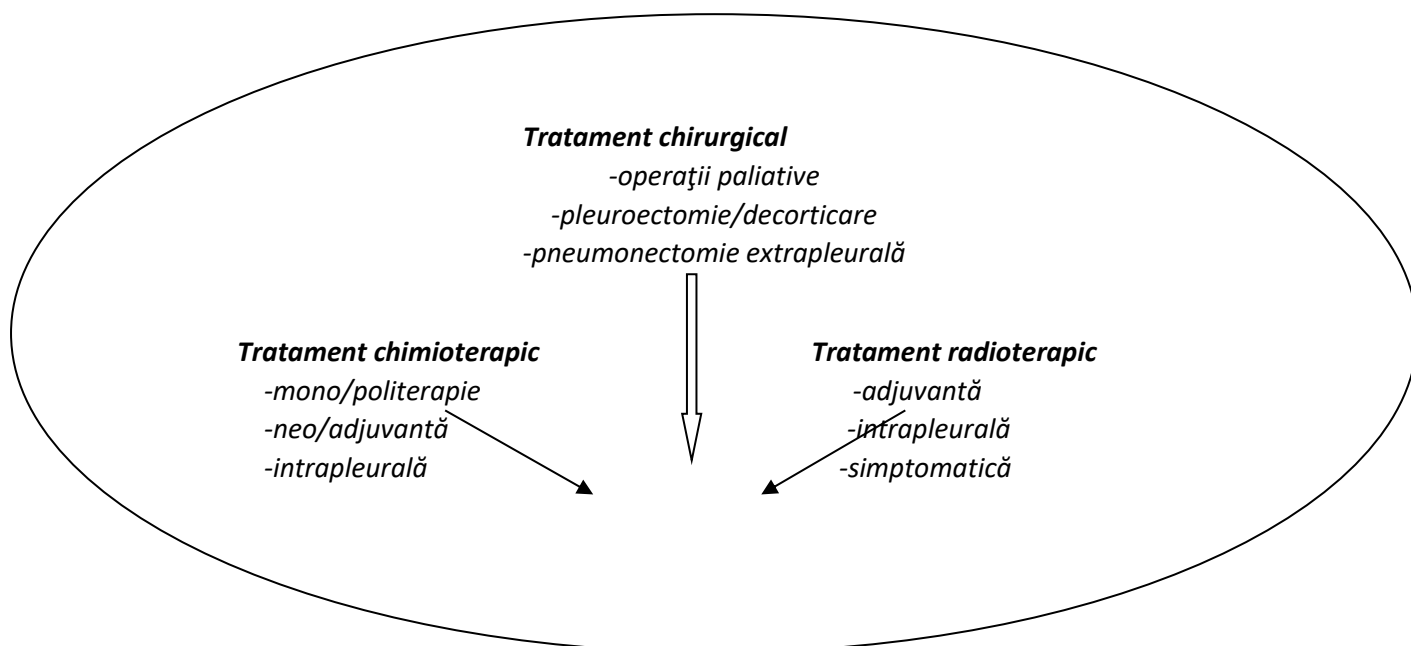 Tratament chirurgical
-operaţii paliative
-pleuroectomie/decorticare
-pneumonectomie extrapleurală
Tratament chimioterapic
-mono/politerapie
-neo/adjuvantă
-intrapleurală
Tratament radioterapic
-adjuvantă
-intrapleurală
-simptomatică